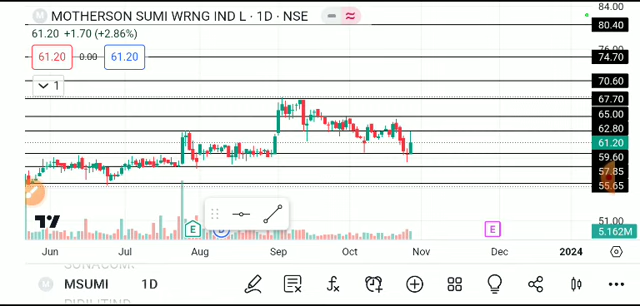 MOTHERSON SUMI WRNG IND L · 1D · NSE
61.20 +1.70 (+2.86%)
61.20 0.00 61.20
1
84.00
80.40
74.70
70.60
67.70
65.00
62.80
61.20
59.60
57.85
55.65
51.00
5.162M
E
E
Jun Jul Aug Sep Oct Nov Dec 2024
MSUMI 1D